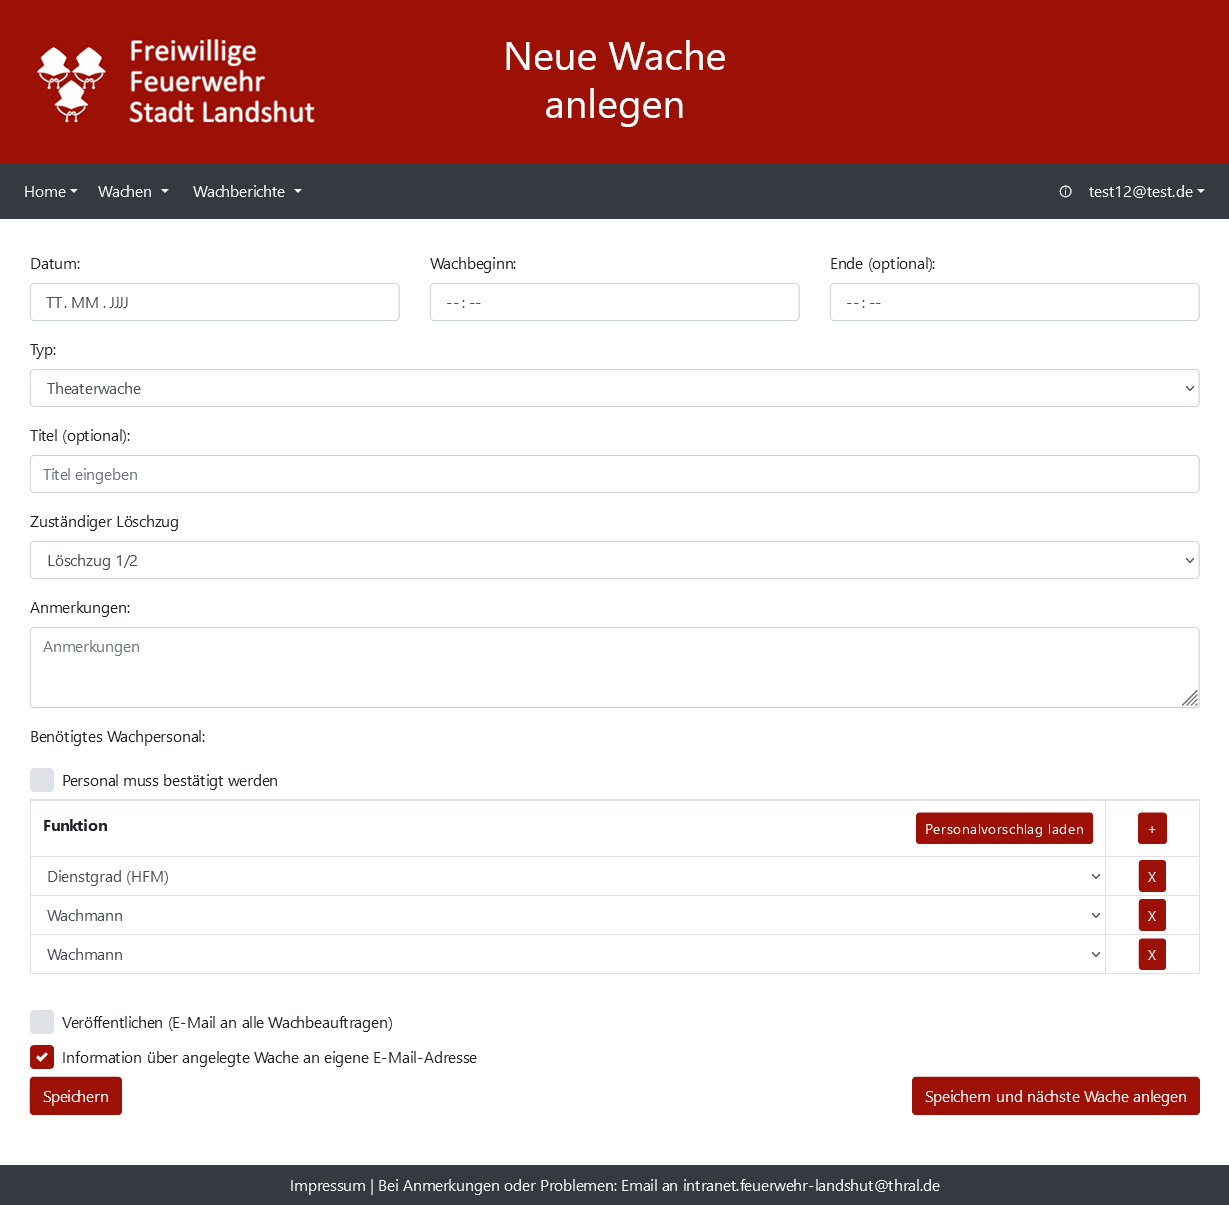 Freiwillige
Feuerwehr
Stadt Landshut
Neue Wache
anlegen
Home Wachen Wachberichte test12@test.de
Datum: Wachbeginn: Ende (optional):
TT . MM . JJJJ -- : -- -- : --
Typ:
Theaterwache
Titel (optional):
Titel eingeben
Zuständiger Löschzug
Löschzug 1/2
Anmerkungen:
Anmerkungen
Benötigtes Wachpersonal:
Personal muss bestätigt werden
Funktion Personalvorschlag laden +
Dienstgrad (HFM) X
Wachmann X
Wachmann X
Veröffentlichen (E-Mail an alle Wachbeauftragen)
Information über angelegte Wache an eigene E-Mail-Adresse
Speichern Speichern und nächste Wache anlegen
Impressum | Bei Anmerkungen oder Problemen: Email an intranet.feuerwehr-landshut@thral.de